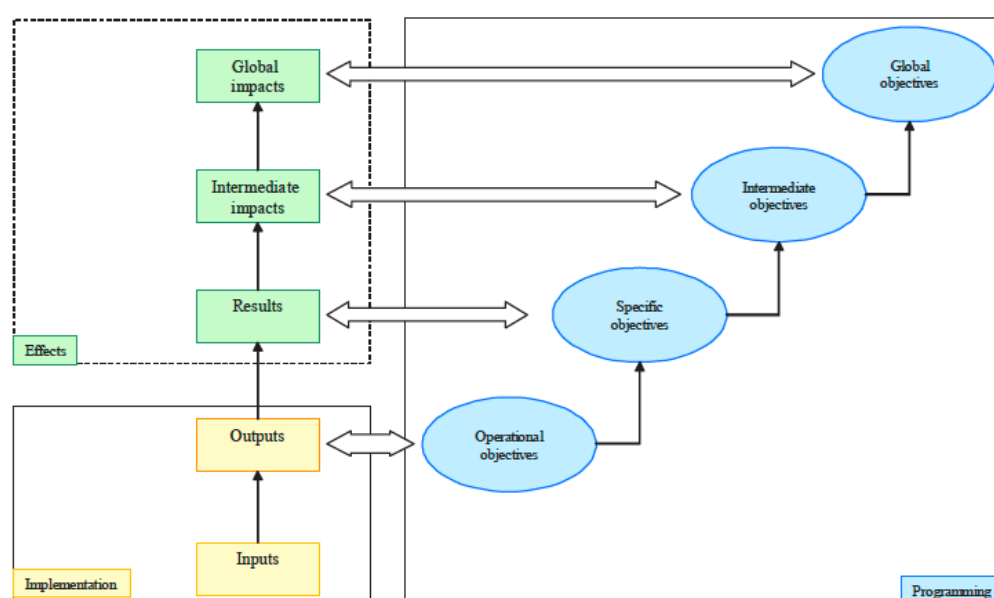 Global
impacts
Global
objectives
Intermediate
impacts
Intermediate
objectives
Results
Specific
objectives
Effects
Outputs
Operational
objectives
Inputs
Implementation
Programming